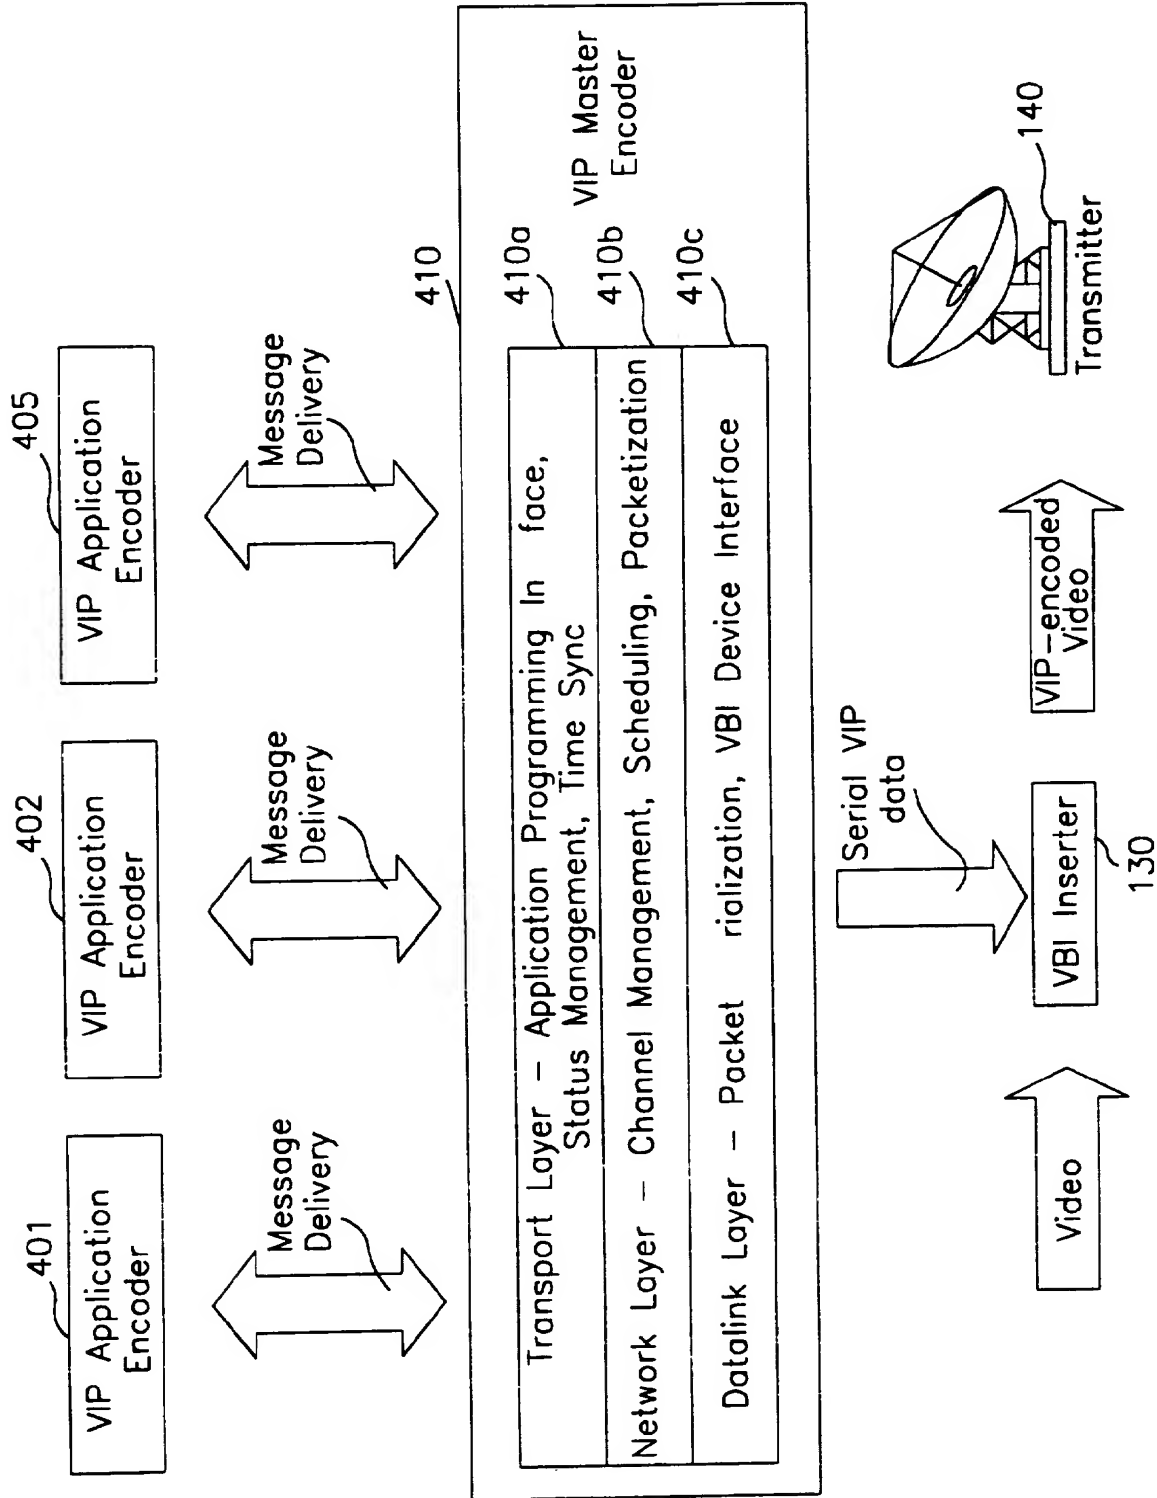 401
VIP Application
Encoder
402
VIP Application
Encoder
405
VIP Application
Encoder
Message
Delivery
Message
Delivery
Message
Delivery
410
Transport Layer – Application Programming In face,
Status Management, Time Sync
410a
Network Layer – Channel Management, Scheduling, Packetization
410b
Datalink Layer – Packet rialization, VBI Device Interface
410c
VIP Master
Encoder
Serial VIP
data
Video
VBI Inserter
130
VIP–encoded
Video
Transmitter
140